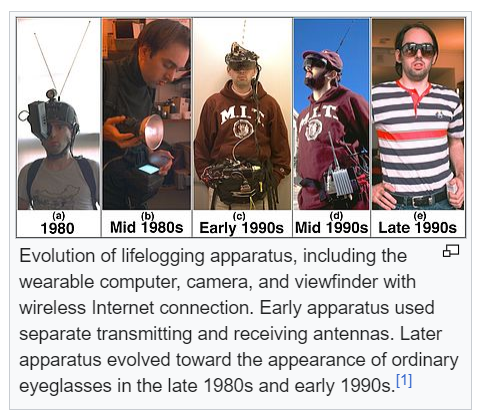 M.I.T.
M.I.T.
(a)
1980
(b)
Mid 1980s
(c)
Early 1990s
(d)
Mid 1990s
(e)
Late 1990s
Evolution of lifelogging apparatus, including the
wearable computer, camera, and viewfinder with
wireless Internet connection. Early apparatus used
separate transmitting and receiving antennas. Later
apparatus evolved toward the appearance of ordinary
eyeglasses in the late 1980s and early 1990s.[1]